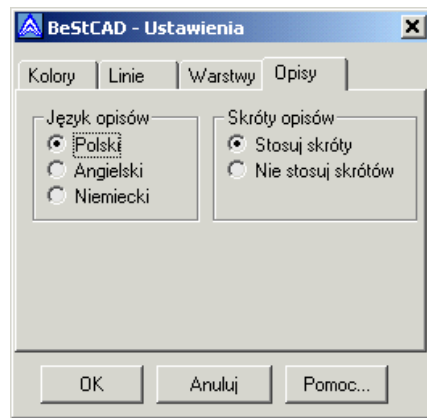 BeStCAD - Ustawienia
Kolory Linie Warstwy Opisy
Język opisów
Polski
Angielski
Niemiecki
Skróty opisów
Stosuj skróty
Nie stosuj skrótów
OK Anuluj Pomoc...